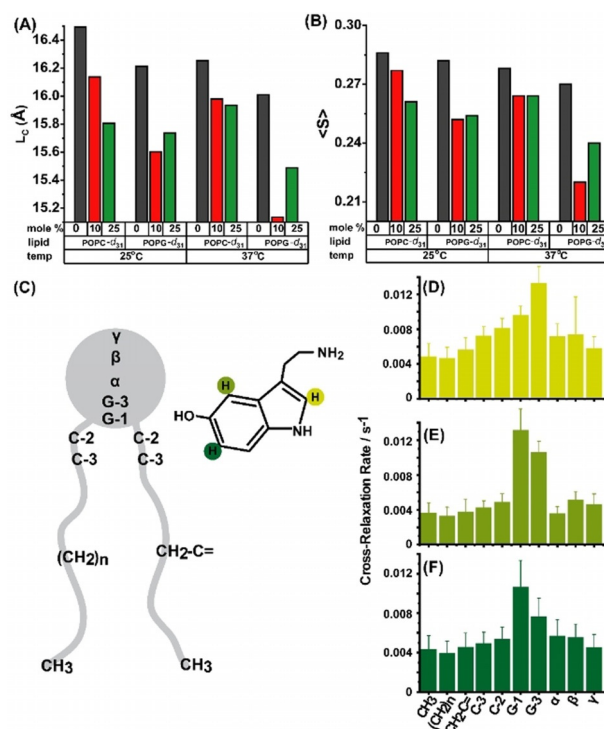 (A)
16.4
16.2
16.0
15.8
15.6
15.4
15.2
L_C (Å)
mole % 0 10 25 0 10 25 0 10 25 0 10 25
lipid POPC-d31 POPG-d31 POPC-d31 POPG-d31
temp 25°C 37°C
(B)
0.30
0.27
0.24
0.21
<S>
mole % 0 10 25 0 10 25 0 10 25 0 10 25
lipid POPC-d31 POPG-d31 POPC-d31 POPG-d31
temp 25°C 37°C
(C)
γ
β
α
G-3
G-1
C-2 C-2
C-3 C-3
(CH2)n CH2-C=
CH3 CH3
NH2
H
H
HO
NH
H
Cross-Relaxation Rate / s⁻¹
(D)
0.012
0.008
0.004
0
(E)
0.012
0.008
0.004
0
(F)
0.012
0.008
0.004
0
CH3 (CH2)n CH2-C= C-3 C-2 G-1 G-3 α β γ